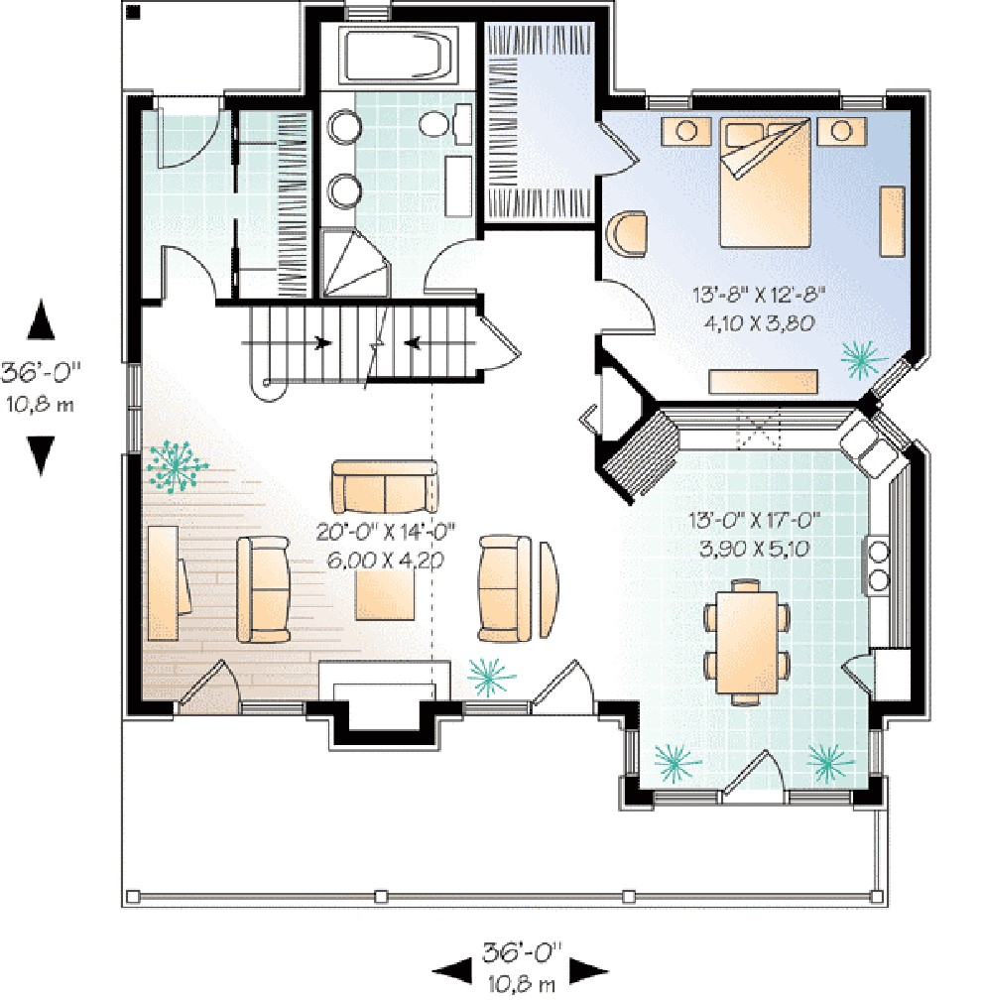 13'-8" X 12'-8"
4,10 X 3,80
36'-0"
10,8 m
20'-0" X 14'-0"
6,00 X 4,20
13'-0" X 17'-0"
3,90 X 5,10
36'-0"
10,8 m